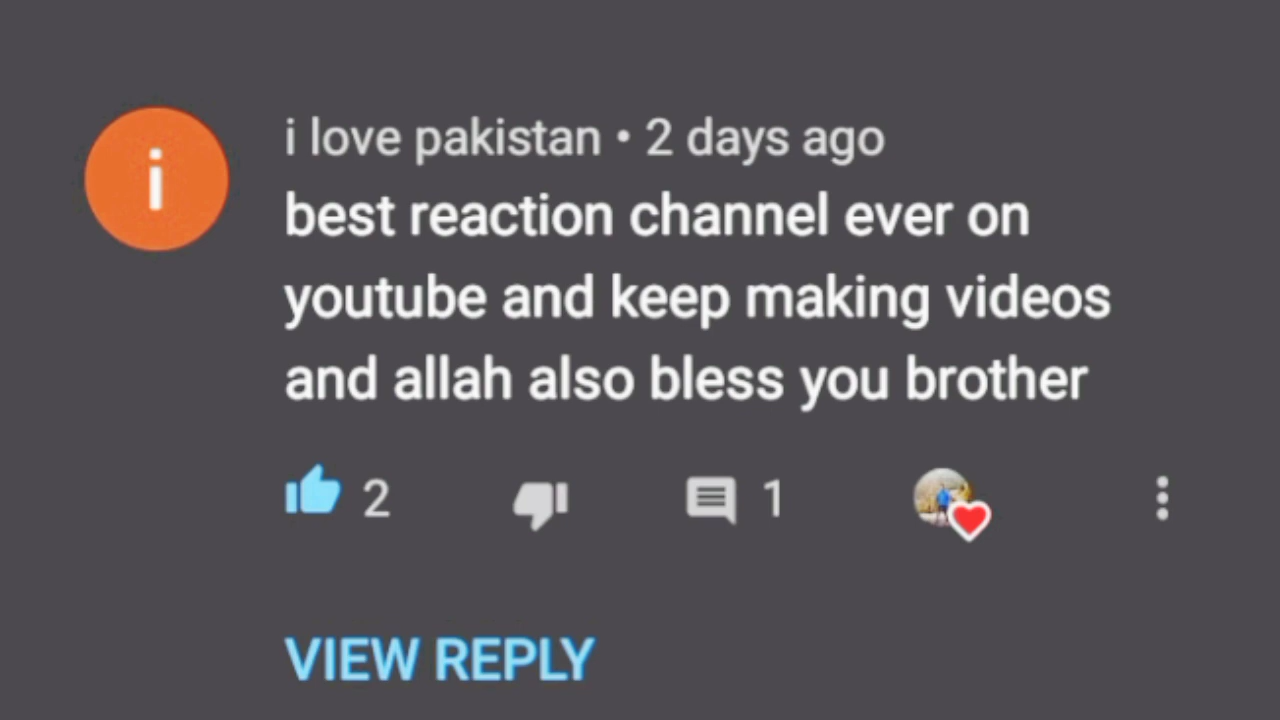 i
i love pakistan • 2 days ago
best reaction channel ever on
youtube and keep making videos
and allah also bless you brother
2 1
VIEW REPLY